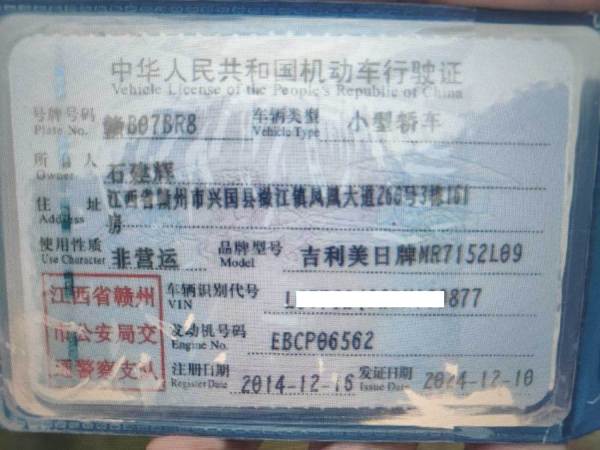 中华人民共和国机动车行驶证
Vehicle License of the People's Republic of China
号牌号码 赣B07BR8 车辆类型 小型轿车
Plate No. Vehicle Type
所有人 石建辉
Owner
住址 江西省赣州市兴国县潋江镇凤凰大道266号3栋161
Address 房
使用性质 非营运 品牌型号 吉利美日牌MR7152L09
Use Character Model
江西省赣州 车辆识别代号 877
VIN
市公安局交 发动机号码 EBCP06562
Engine No.
通警察支队 注册日期 2014-12-16 发证日期 2024-12-10
Register Date Issue Date